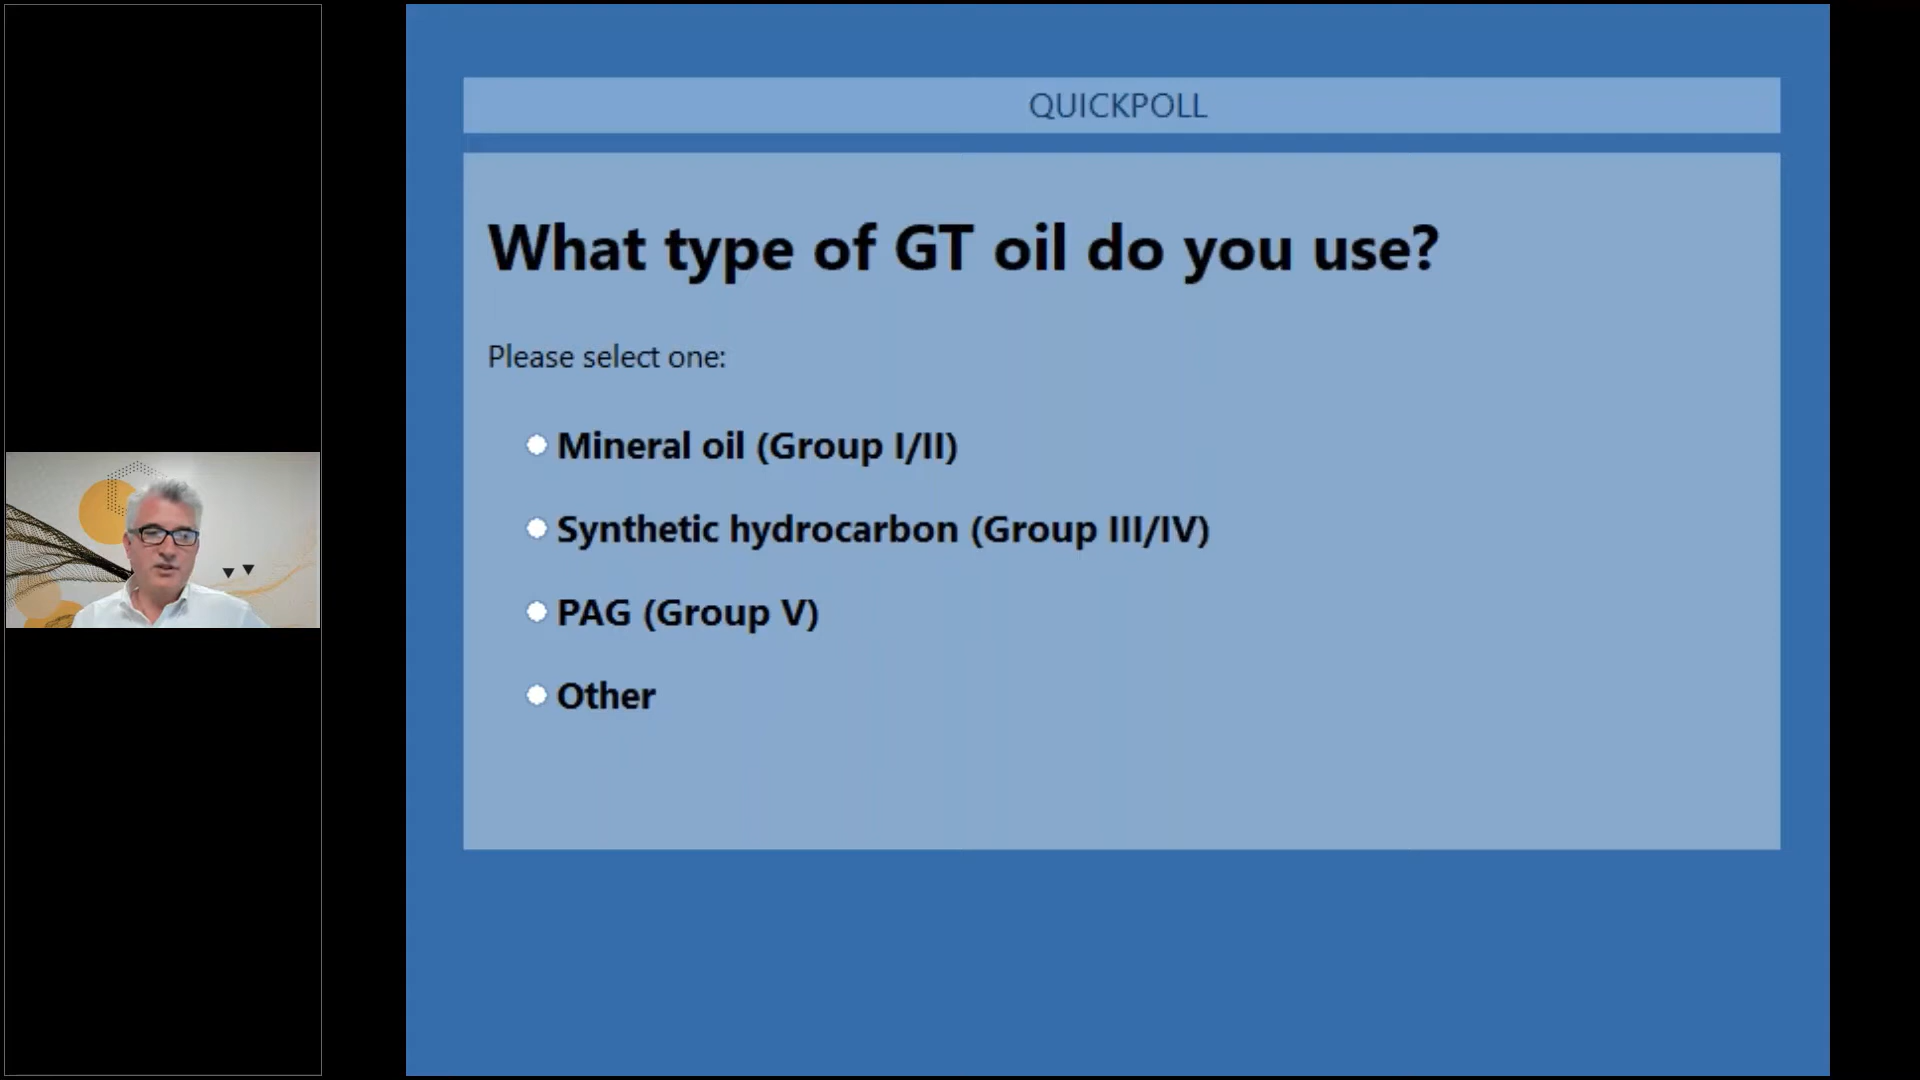 QUICKPOLL
What type of GT oil do you use?
Please select one:
Mineral oil (Group I/II)
Synthetic hydrocarbon (Group III/IV)
PAG (Group V)
Other